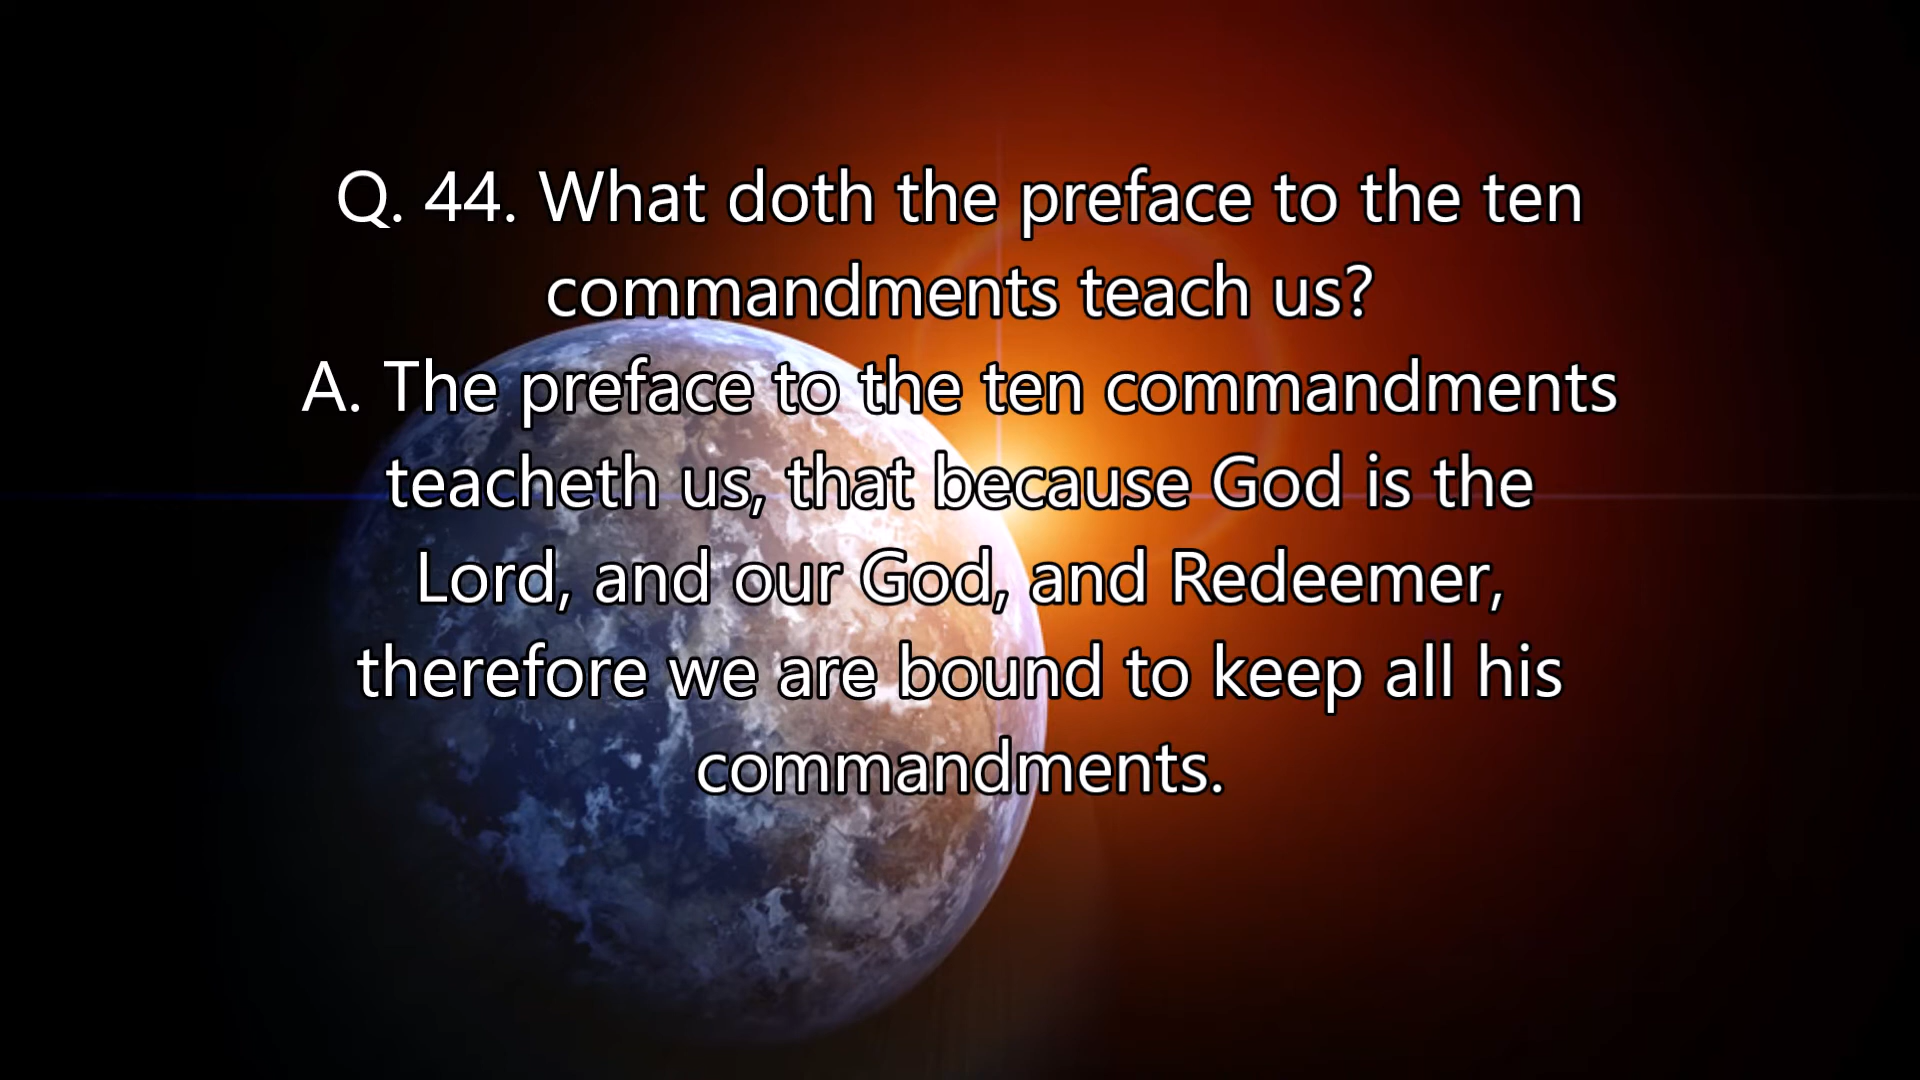 Q. 44. What doth the preface to the ten
commandments teach us?
A. The preface to the ten commandments
teacheth us, that because God is the
Lord, and our God, and Redeemer,
therefore we are bound to keep all his
commandments.